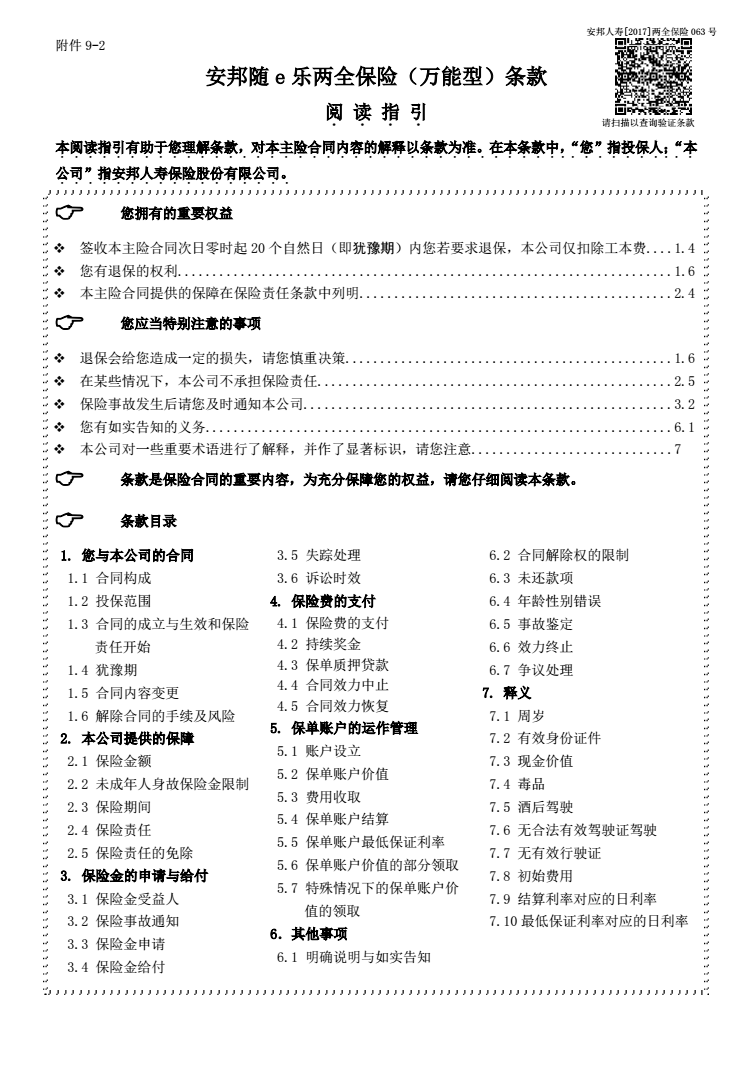 安邦人寿[2017]两全保险 063 号
附件 9-2
安邦随 e 乐两全保险（万能型）条款
阅 读 指 引
请扫描以查询验证条款
本阅读指引有助于您理解条款，对本主险合同内容的解释以条款为准。在本条款中，“您”指投保人；“本
公司”指安邦人寿保险股份有限公司。
您拥有的重要权益
❖ 签收本主险合同次日零时起 20 个自然日（即犹豫期）内您若要求退保，本公司仅扣除工本费....1.4
❖ 您有退保的权利........................................................................1.6
❖ 本主险合同提供的保障在保险责任条款中列明..............................................2.4
您应当特别注意的事项
❖ 退保会给您造成一定的损失，请您慎重决策................................................1.6
❖ 在某些情况下，本公司不承担保险责任....................................................2.5
❖ 保险事故发生后请您及时通知本公司......................................................3.2
❖ 您有如实告知的义务....................................................................6.1
❖ 本公司对一些重要术语进行了解释，并作了显著标识，请您注意.............................7
条款是保险合同的重要内容，为充分保障您的权益，请您仔细阅读本条款。
条款目录
1. 您与本公司的合同
1.1 合同构成
1.2 投保范围
1.3 合同的成立与生效和保险
责任开始
1.4 犹豫期
1.5 合同内容变更
1.6 解除合同的手续及风险
2. 本公司提供的保障
2.1 保险金额
2.2 未成年人身故保险金限制
2.3 保险期间
2.4 保险责任
2.5 保险责任的免除
3. 保险金的申请与给付
3.1 保险金受益人
3.2 保险事故通知
3.3 保险金申请
3.4 保险金给付
3.5 失踪处理
3.6 诉讼时效
4. 保险费的支付
4.1 保险费的支付
4.2 持续奖金
4.3 保单质押贷款
4.4 合同效力中止
4.5 合同效力恢复
5. 保单账户的运作管理
5.1 账户设立
5.2 保单账户价值
5.3 费用收取
5.4 保单账户结算
5.5 保单账户最低保证利率
5.6 保单账户价值的部分领取
5.7 特殊情况下的保单账户价
值的领取
6. 其他事项
6.1 明确说明与如实告知
6.2 合同解除权的限制
6.3 未还款项
6.4 年龄性别错误
6.5 事故鉴定
6.6 效力终止
6.7 争议处理
7. 释义
7.1 周岁
7.2 有效身份证件
7.3 现金价值
7.4 毒品
7.5 酒后驾驶
7.6 无合法有效驾驶证驾驶
7.7 无有效行驶证
7.8 初始费用
7.9 结算利率对应的日利率
7.10 最低保证利率对应的日利率